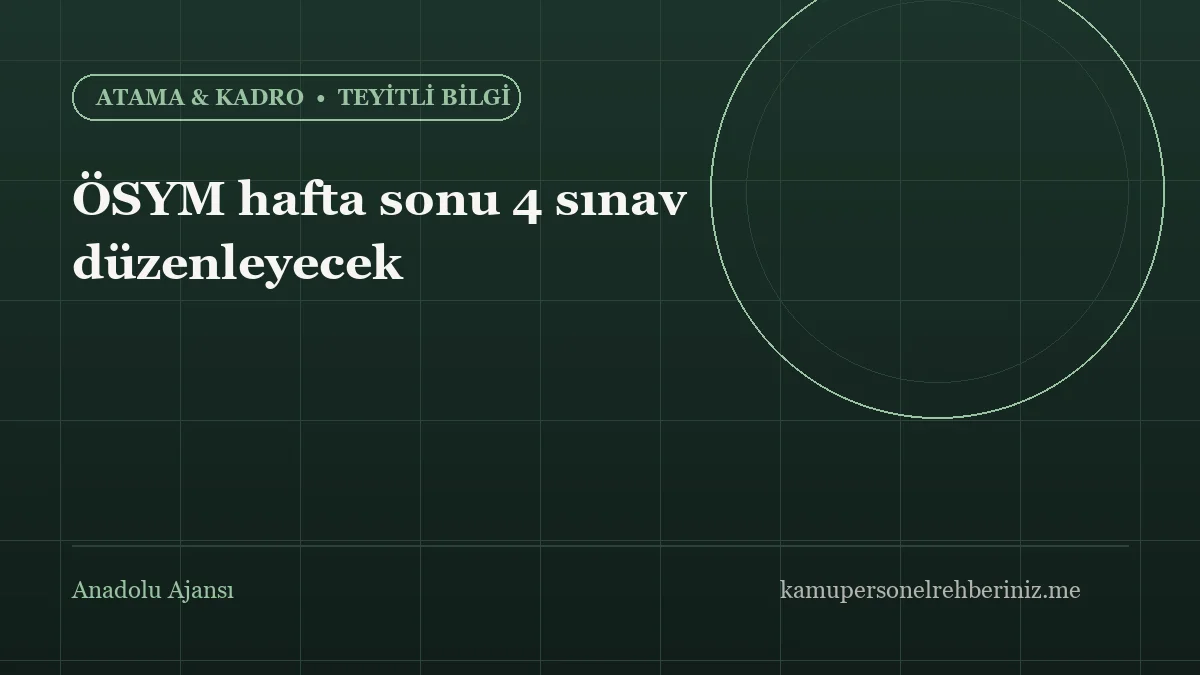 ATAMA & KADRO • TEYİTLİ BİLGİ
ÖSYM hafta sonu 4 sınav
düzenleyecek
Anadolu Ajansı
kamupersonelrehberiniz.me